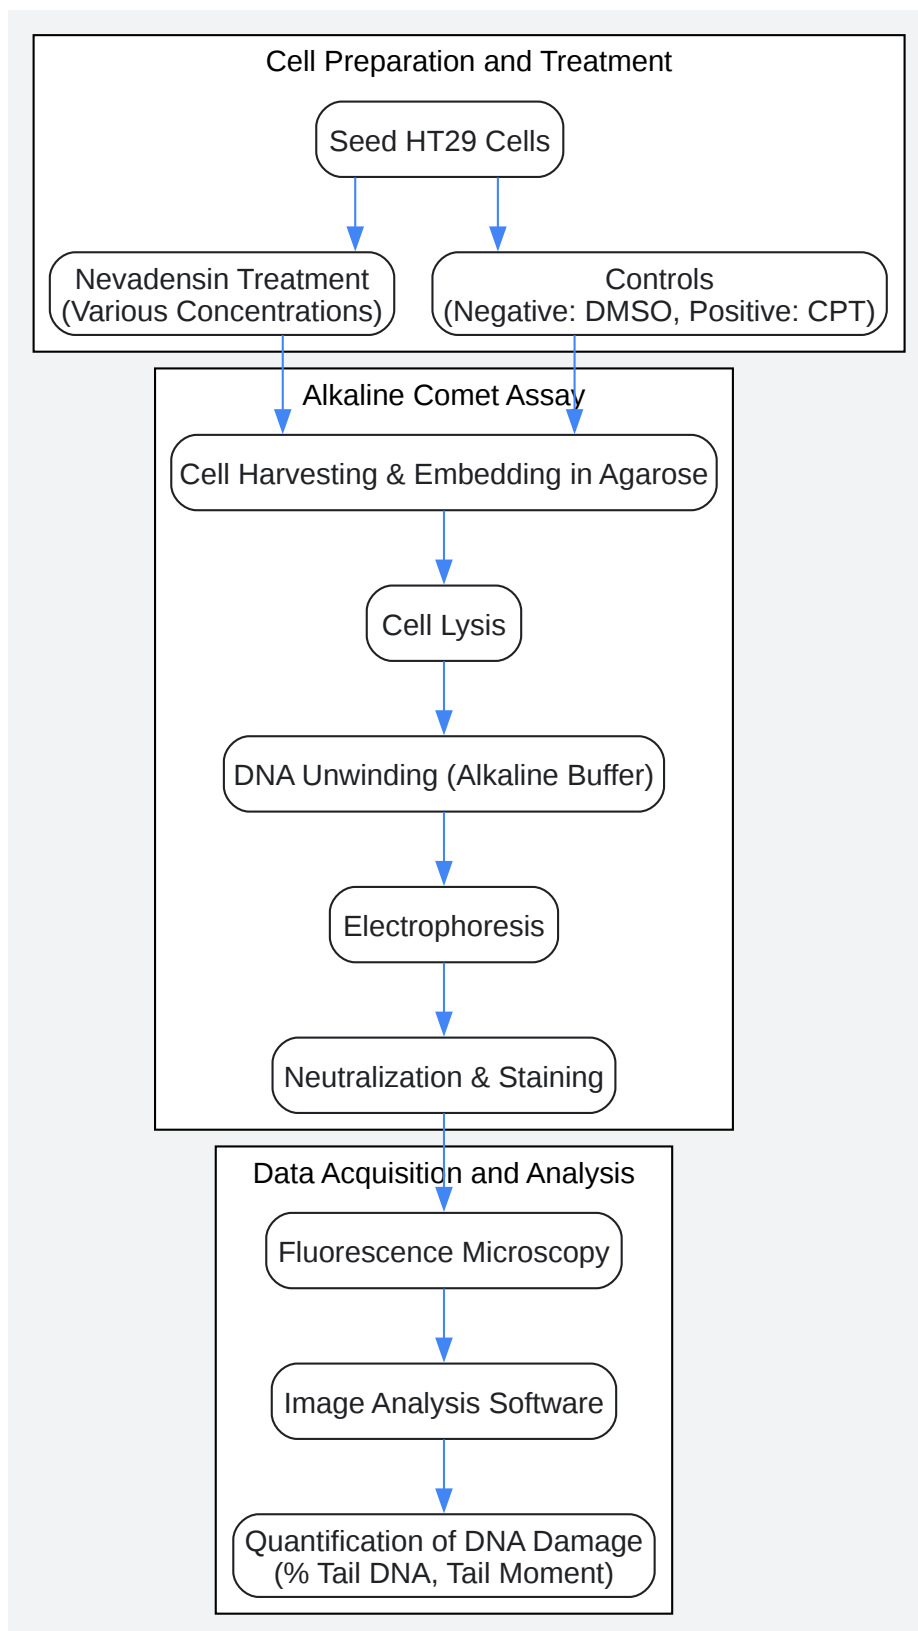 Cell Preparation and Treatment
Seed HT29 Cells
Nevadensin Treatment
(Various Concentrations)
Controls
(Negative: DMSO, Positive: CPT)
Alkaline Comet Assay
Cell Harvesting & Embedding in Agarose
Cell Lysis
DNA Unwinding (Alkaline Buffer)
Electrophoresis
Neutralization & Staining
Data Acquisition and Analysis
Fluorescence Microscopy
Image Analysis Software
Quantification of DNA Damage
(% Tail DNA, Tail Moment)